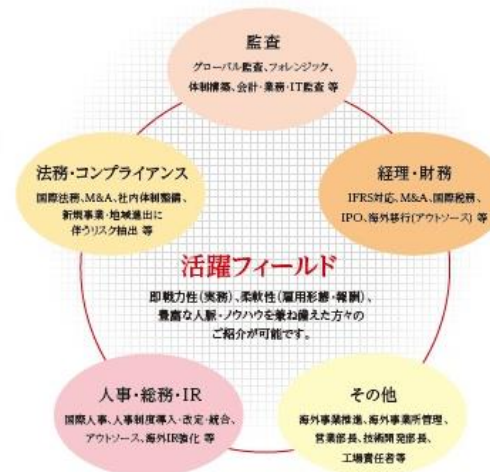 監査
グローバル監査、フォレンジック、
体制構築、会計・業務・IT監査 等
法務・コンプライアンス
国際法務、M&A、社内体制整備、
新規事業・地域進出に
伴うリスク抽出 等
経理・財務
IFRS対応、M&A、国際税務、
IPO、海外移行(アウトソース) 等
活躍フィールド
即戦力性(実務)、柔軟性(雇用形態・報酬)、
豊富な人脈・ノウハウを兼ね備えた方々の
ご紹介が可能です。
人事・総務・IR
国際人事、人事制度導入・改定・統合、
アウトソース、海外IR強化 等
その他
海外事業推進、海外事業所管理、
営業部長、技術開発部長、
工場責任者等